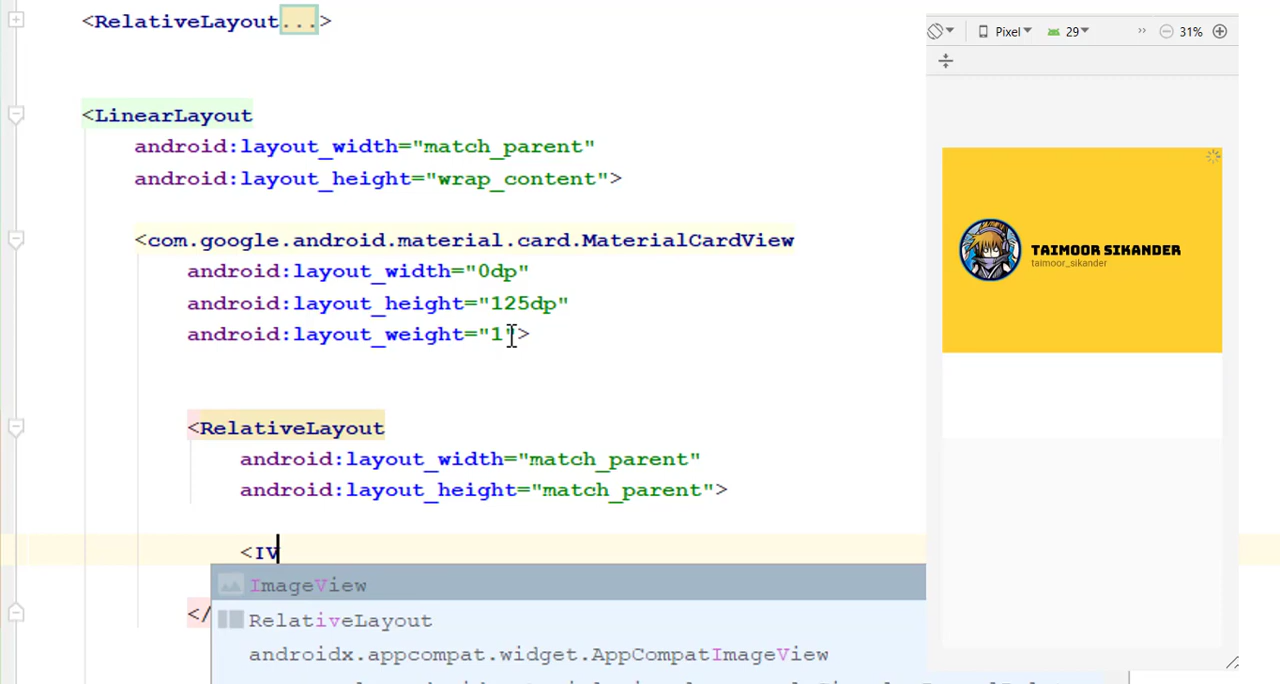 <RelativeLayout...>
<LinearLayout
android:layout_width="match_parent"
android:layout_height="wrap_content">
<com.google.android.material.card.MaterialCardView
android:layout_width="0dp"
android:layout_height="125dp"
android:layout_weight="1">
<RelativeLayout
android:layout_width="match_parent"
android:layout_height="match_parent">
<IV
ImageView
</
RelativeLayout
androidx.appcompat.widget.AppCompatImageView
Pixel 29 31%
TAIMOOR SIKANDER
taimoor_sikander